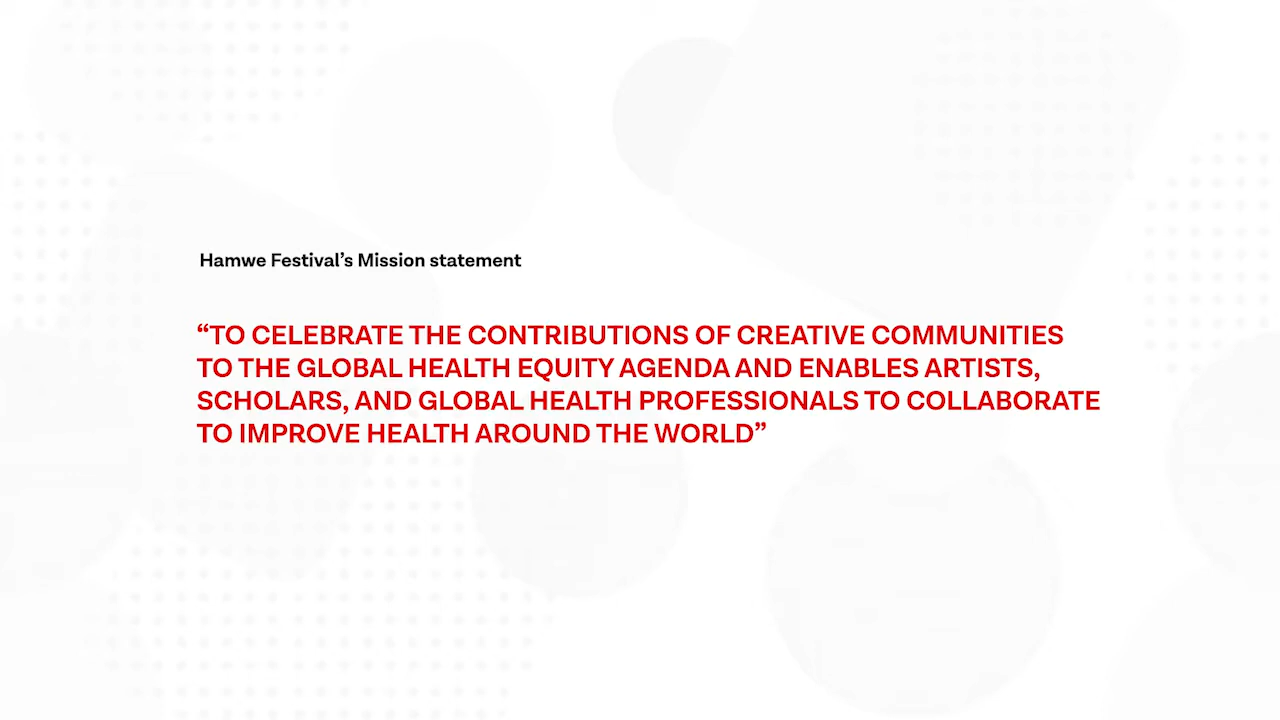 Hamwe Festival’s Mission statement
“TO CELEBRATE THE CONTRIBUTIONS OF CREATIVE COMMUNITIES
TO THE GLOBAL HEALTH EQUITY AGENDA AND ENABLES ARTISTS,
SCHOLARS, AND GLOBAL HEALTH PROFESSIONALS TO COLLABORATE
TO IMPROVE HEALTH AROUND THE WORLD”